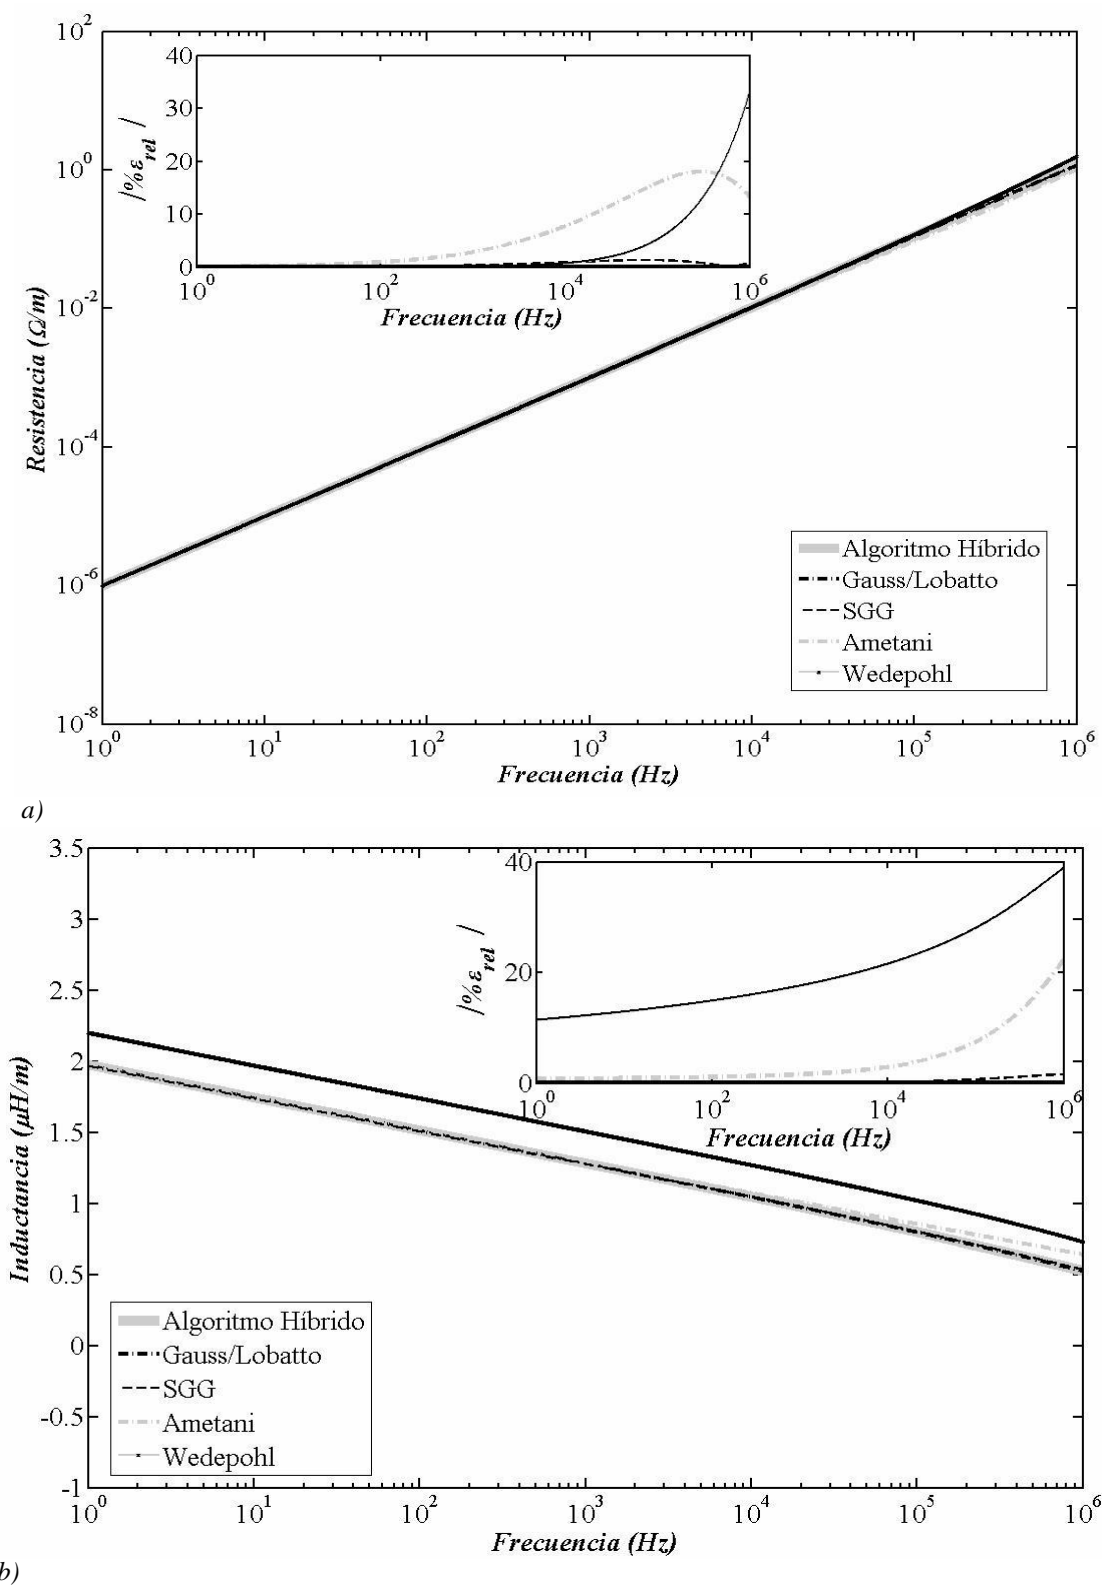 10^2
10^0
10^-2
10^-4
10^-6
10^-8
Resistencia (Ω/m)
40
30
20
10
0
|%ε_rel|
10^0 10^2 10^4 10^6
Frecuencia (Hz)
Algoritmo Híbrido
Gauss/Lobatto
SGG
Ametani
Wedepohl
10^0 10^1 10^2 10^3 10^4 10^5 10^6
Frecuencia (Hz)
a)
3.5
3
2.5
2
1.5
1
0.5
0
-0.5
-1
Inductancia (μH/m)
40
20
0
|%ε_rel|
10^0 10^2 10^4 10^6
Frecuencia (Hz)
Algoritmo Híbrido
Gauss/Lobatto
SGG
Ametani
Wedepohl
10^0 10^1 10^2 10^3 10^4 10^5 10^6
Frecuencia (Hz)
b)